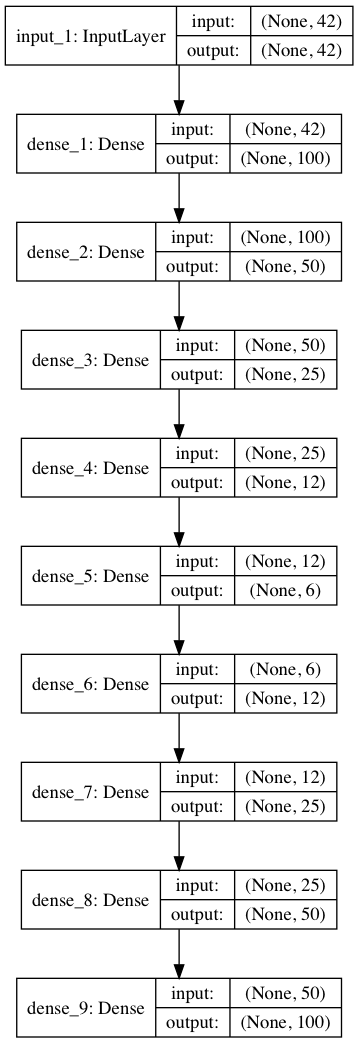 input_1: InputLayer
input: (None, 42)
output: (None, 42)
dense_1: Dense
input: (None, 42)
output: (None, 100)
dense_2: Dense
input: (None, 100)
output: (None, 50)
dense_3: Dense
input: (None, 50)
output: (None, 25)
dense_4: Dense
input: (None, 25)
output: (None, 12)
dense_5: Dense
input: (None, 12)
output: (None, 6)
dense_6: Dense
input: (None, 6)
output: (None, 12)
dense_7: Dense
input: (None, 12)
output: (None, 25)
dense_8: Dense
input: (None, 25)
output: (None, 50)
dense_9: Dense
input: (None, 50)
output: (None, 100)